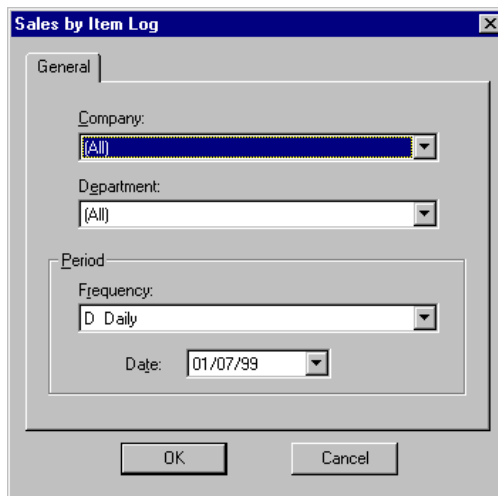 Sales by Item Log
General
Company:
(All)
Department:
(All)
Period
Frequency:
D Daily
Date: 01/07/99
OK Cancel